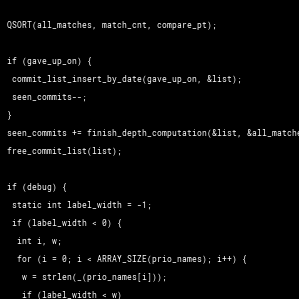 QSORT(all_matches, match_cnt, compare_pt);

if (gave_up_on) {
 commit_list_insert_by_date(gave_up_on, &list);
 seen_commits--;
}
seen_commits += finish_depth_computation(&list, &all_matche
free_commit_list(list);

if (debug) {
 static int label_width = -1;
 if (label_width < 0) {
  int i, w;
  for (i = 0; i < ARRAY_SIZE(prio_names); i++) {
   w = strlen(_(prio_names[i]));
   if (label_width < w)